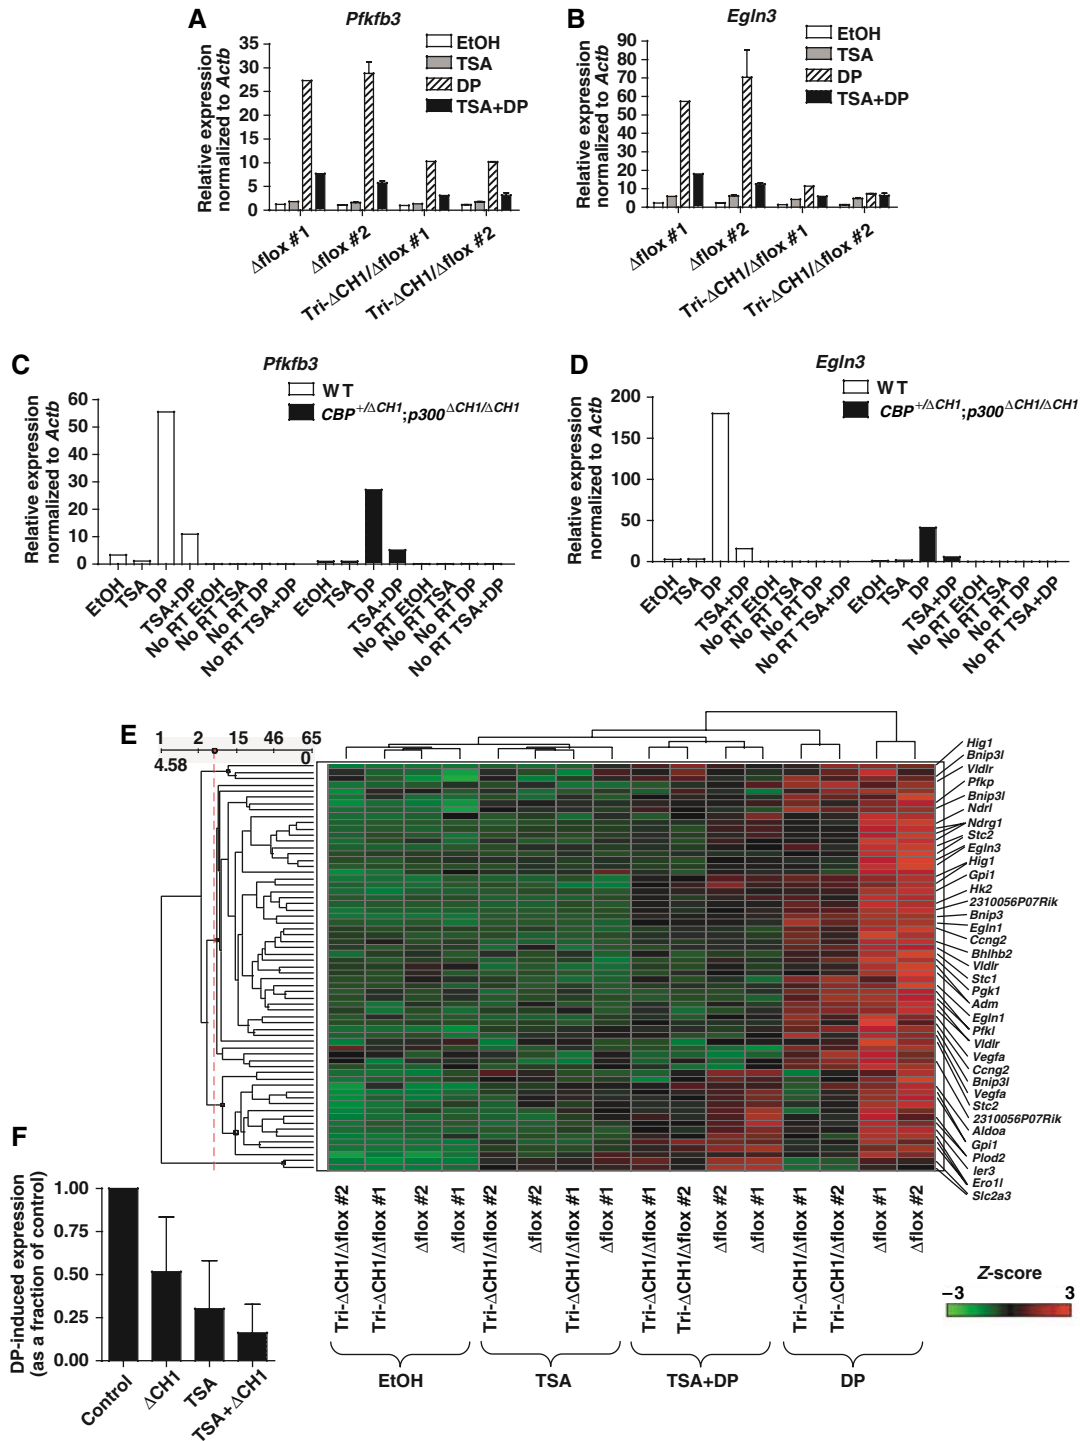 A
Pfkfb3
Relative expression
normalized to Actb
35
30
25
20
15
10
5
0
EtOH
TSA
DP
TSA+DP
Δflox #1
Δflox #2
Tri-ΔCH1/Δflox #1
Tri-ΔCH1/Δflox #2
B
Egln3
Relative expression
normalized to Actb
90
80
70
60
50
40
30
20
10
0
EtOH
TSA
DP
TSA+DP
Δflox #1
Δflox #2
Tri-ΔCH1/Δflox #1
Tri-ΔCH1/Δflox #2
C
Pfkfb3
WT
CBP+/ΔCH1;p300ΔCH1/ΔCH1
Relative expression
normalized to Actb
60
50
40
30
20
10
0
EtOH
TSA
DP
TSA+DP
No RT EtOH
No RT TSA
No RT DP
No RT TSA+DP
EtOH
TSA
DP
TSA+DP
No RT EtOH
No RT TSA
No RT DP
No RT TSA+DP
D
Egln3
WT
CBP+/ΔCH1;p300ΔCH1/ΔCH1
Relative expression
normalized to Actb
200
150
100
50
0
EtOH
TSA
DP
TSA+DP
No RT EtOH
No RT TSA
No RT DP
No RT TSA+DP
EtOH
TSA
DP
TSA+DP
No RT EtOH
No RT TSA
No RT DP
No RT TSA+DP
E
1 2 15 46 65
0
4.58
Hig1
Bnip3l
Vldlr
Pfkp
Bnip3l
Ndrl
Ndrg1
Stc2
Egln3
Hig1
Gpi1
Hk2
2310056P07Rik
Bnip3
Egln1
Ccng2
Bhlhb2
Vldlr
Stc1
Pgk1
Adm
Egln1
Pfkl
Vldlr
Vegfa
Ccng2
Bnip3l
Vegfa
Stc2
2310056P07Rik
Aldoa
Gpi1
Plod2
Ier3
Ero1l
Slc2a3
Tri-ΔCH1/Δflox #2
Tri-ΔCH1/Δflox #1
Δflox #2
Δflox #1
Tri-ΔCH1/Δflox #2
Δflox #2
Tri-ΔCH1/Δflox #1
Δflox #1
Tri-ΔCH1/Δflox #1
Tri-ΔCH1/Δflox #2
Δflox #2
Δflox #1
Tri-ΔCH1/Δflox #1
Tri-ΔCH1/Δflox #2
Δflox #1
Δflox #2
EtOH
TSA
TSA+DP
DP
Z-score
−3 3
F
DP-induced expression
(as a fraction of control)
1.00
0.75
0.50
0.25
0.00
Control
ΔCH1
TSA
TSA+ΔCH1